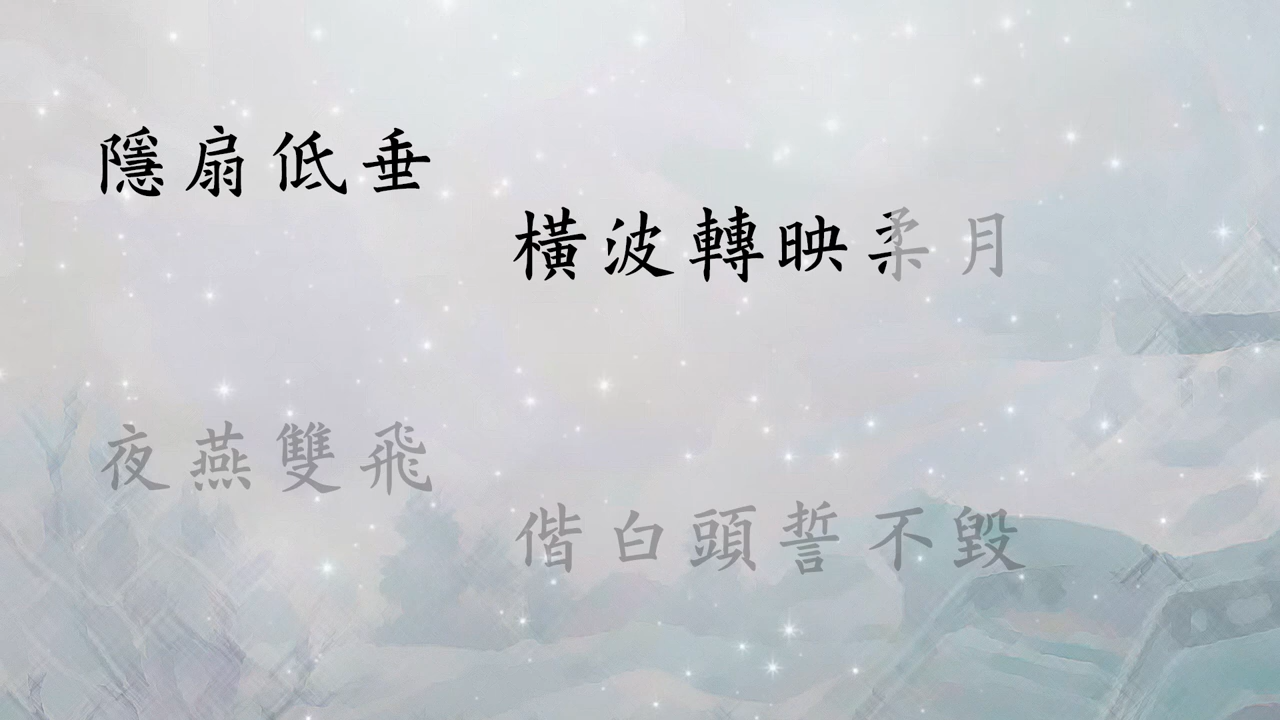 隱扇低垂
橫波轉映柔月
夜燕雙飛
偕白頭誓不毀